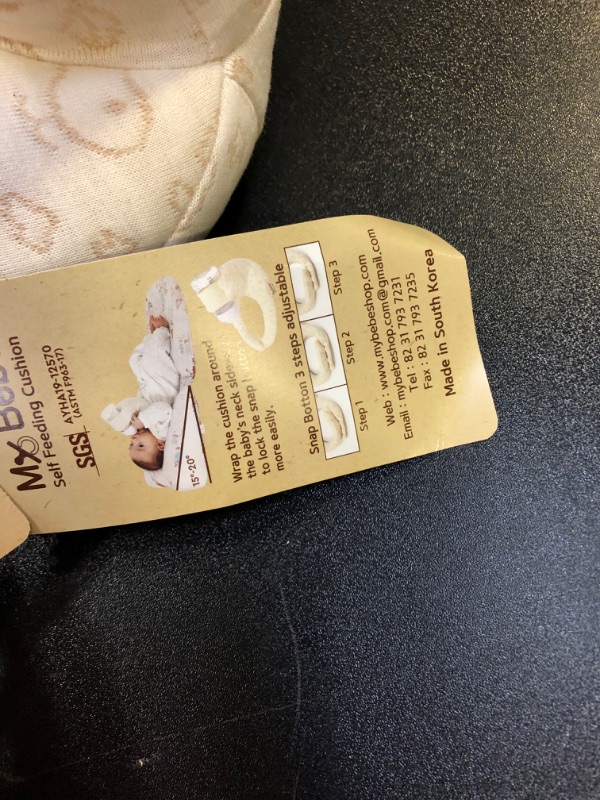 My Bebe
Self Feeding Cushion
SGS AYHA19-12570
(ASTM F963-17)
15°-20°
Wrap the cushion around
the baby's neck
to lock the snap
more easily.
Snap Botton 3 steps adjustable
Step 1 Step 2 Step 3
Web : www.mybebeshop.com
Email : mybebeshop.com@gmail.com
Tel : 82 31 793 7231
Fax : 82 31 793 7235
Made in South Korea